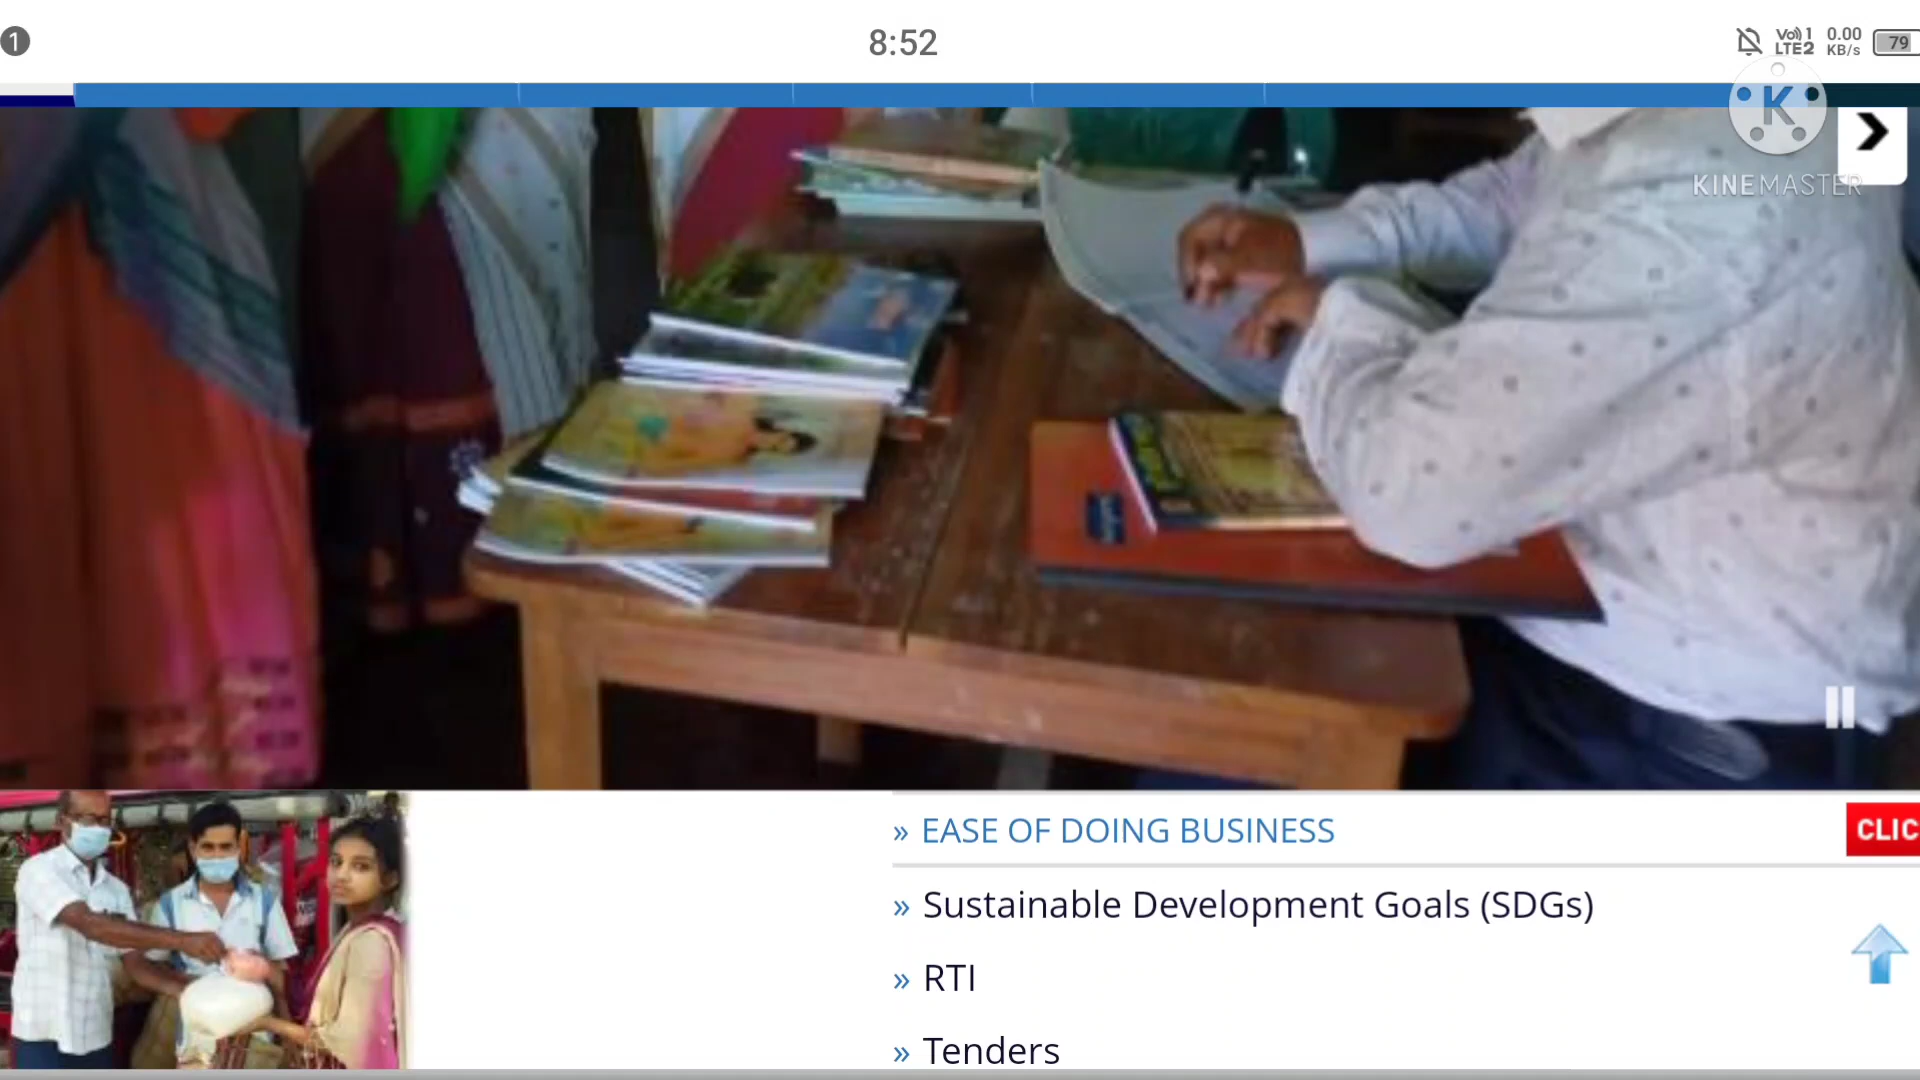 1
8:52
Vo)) 1
LTE2
0.00
KB/s
79
K
KINEMASTER
» EASE OF DOING BUSINESS
CLIC
» Sustainable Development Goals (SDGs)
» RTI
» Tenders